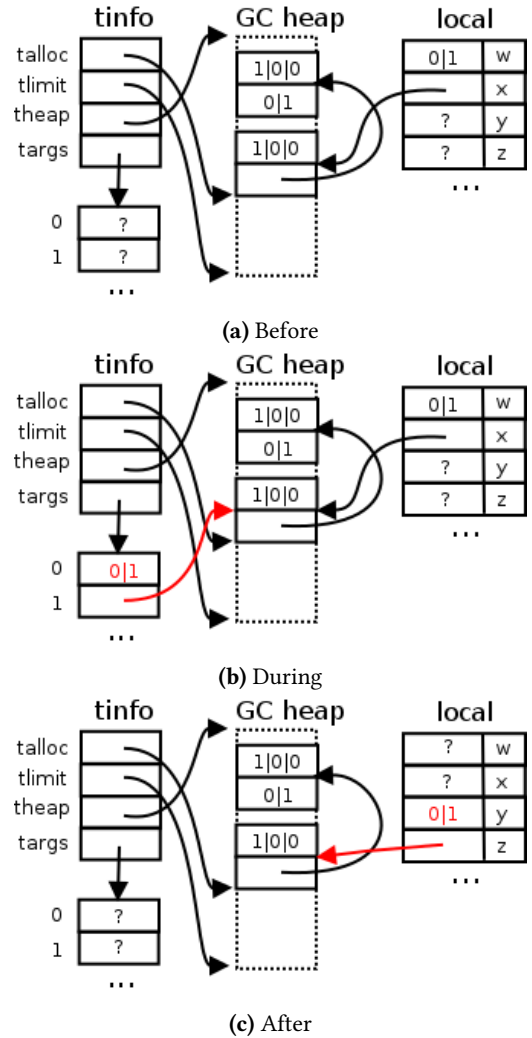 tinfo GC heap local
talloc 1|0|0 0|1 w
tlimit 0|1 x
theap ? y
targs 1|0|0 ? z
...
0 ?
1 ?
...
(a) Before
tinfo GC heap local
talloc 1|0|0 0|1 w
tlimit 0|1 x
theap ? y
targs 1|0|0 ? z
...
0 0|1
1
...
(b) During
tinfo GC heap local
talloc 1|0|0 ? w
tlimit 0|1 ? x
theap 0|1 y
targs 1|0|0 z
...
0 ?
1 ?
...
(c) After